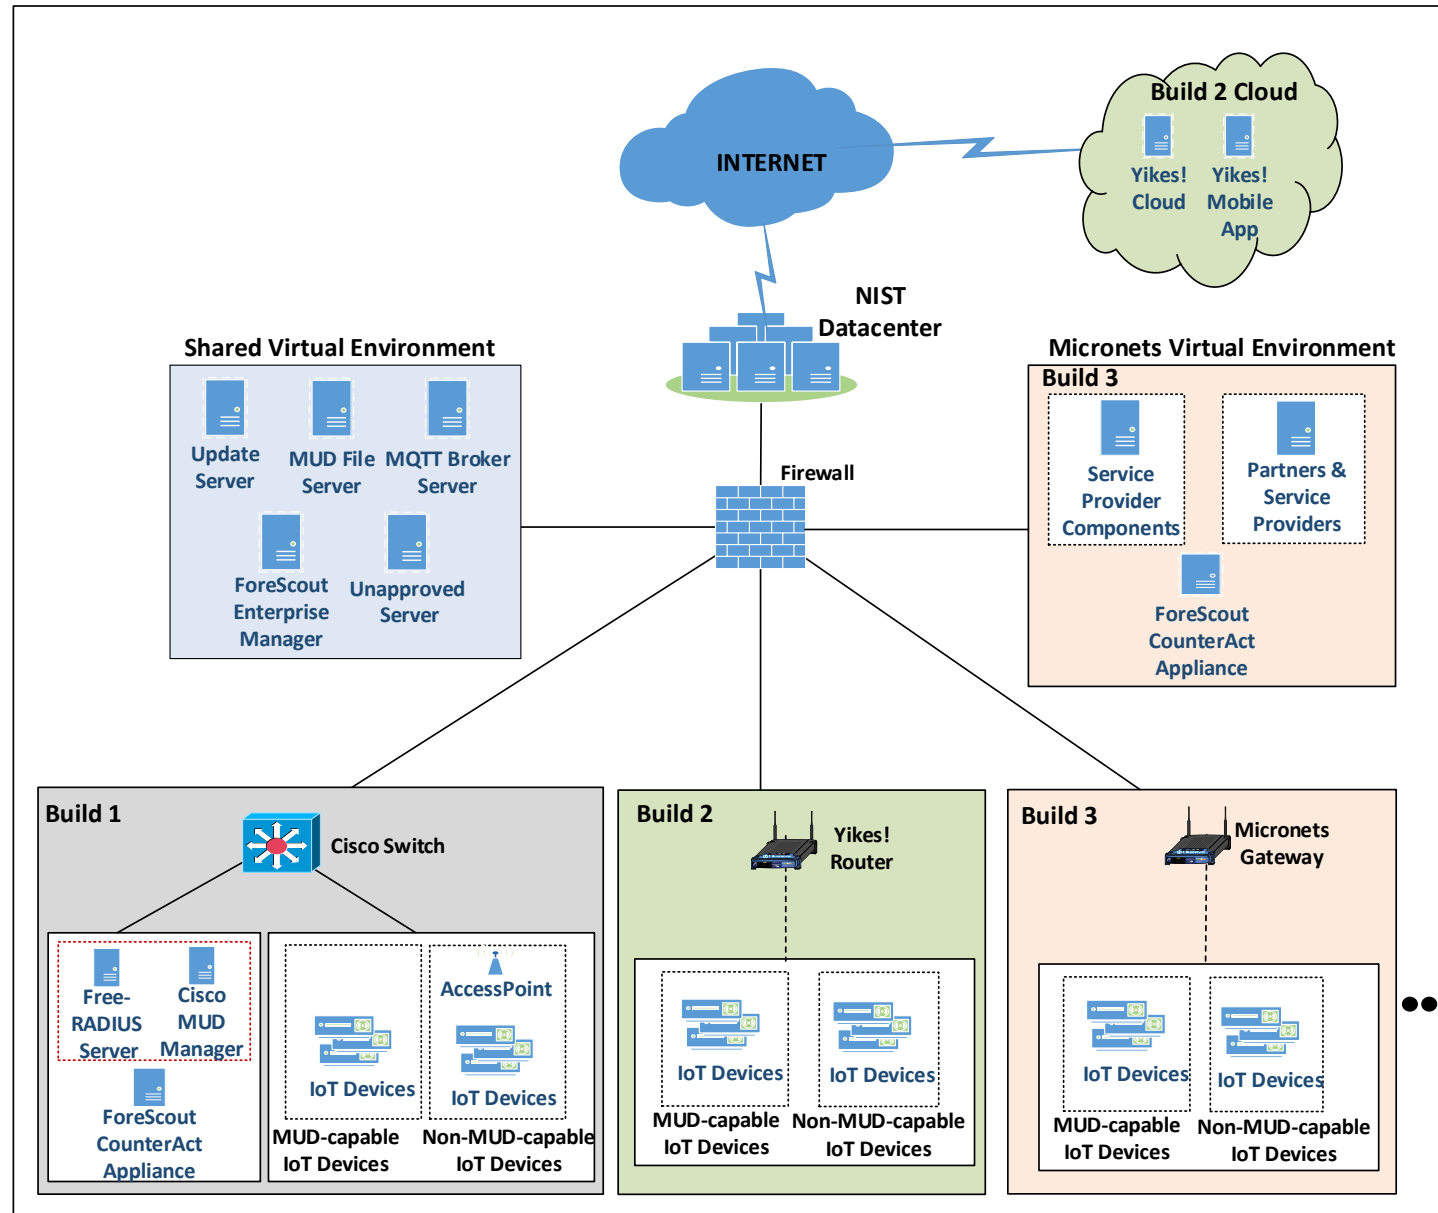 Build 2 Cloud
INTERNET
Yikes!
Cloud
Yikes!
Mobile
App
NIST
Datacenter
Shared Virtual Environment
Update
Server
MUD File
Server
MQTT Broker
Server
ForeScout
Enterprise
Manager
Unapproved
Server
Firewall
Micronets Virtual Environment
Build 3
Service
Provider
Components
Partners &
Service
Providers
ForeScout
CounterAct
Appliance
Build 1
Cisco Switch
Free-
RADIUS
Server
Cisco
MUD
Manager
ForeScout
CounterAct
Appliance
IoT Devices
MUD-capable
IoT Devices
AccessPoint
IoT Devices
Non-MUD-capable
IoT Devices
Build 2
Yikes!
Router
IoT Devices
MUD-capable
IoT Devices
IoT Devices
Non-MUD-capable
IoT Devices
Build 3
Micronets
Gateway
IoT Devices
MUD-capable
IoT Devices
IoT Devices
Non-MUD-capable
IoT Devices